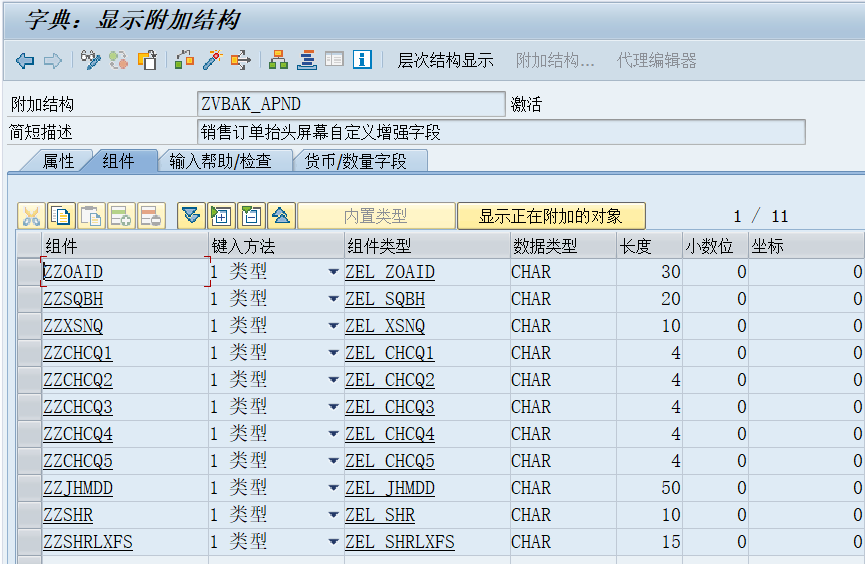 字典：显示附加结构
层次结构显示 附加结构... 代理编辑器
附加结构 ZVBAK_APND 激活
简短描述 销售订单抬头屏幕自定义增强字段
属性 组件 输入帮助/检查 货币/数量字段
内置类型 显示正在附加的对象 1 / 11
组件 键入方法 组件类型 数据类型 长度 小数位 坐标
ZZOAID 1 类型 ZEL_ZOAID CHAR 30 0 0
ZZSQBH 1 类型 ZEL_SQBH CHAR 20 0 0
ZZXSNQ 1 类型 ZEL_XSNQ CHAR 10 0 0
ZZCHCQ1 1 类型 ZEL_CHCQ1 CHAR 4 0 0
ZZCHCQ2 1 类型 ZEL_CHCQ2 CHAR 4 0 0
ZZCHCQ3 1 类型 ZEL_CHCQ3 CHAR 4 0 0
ZZCHCQ4 1 类型 ZEL_CHCQ4 CHAR 4 0 0
ZZCHCQ5 1 类型 ZEL_CHCQ5 CHAR 4 0 0
ZZJHMDD 1 类型 ZEL_JHMDD CHAR 50 0 0
ZZSHR 1 类型 ZEL_SHR CHAR 10 0 0
ZZSHRLXFS 1 类型 ZEL_SHRLXFS CHAR 15 0 0